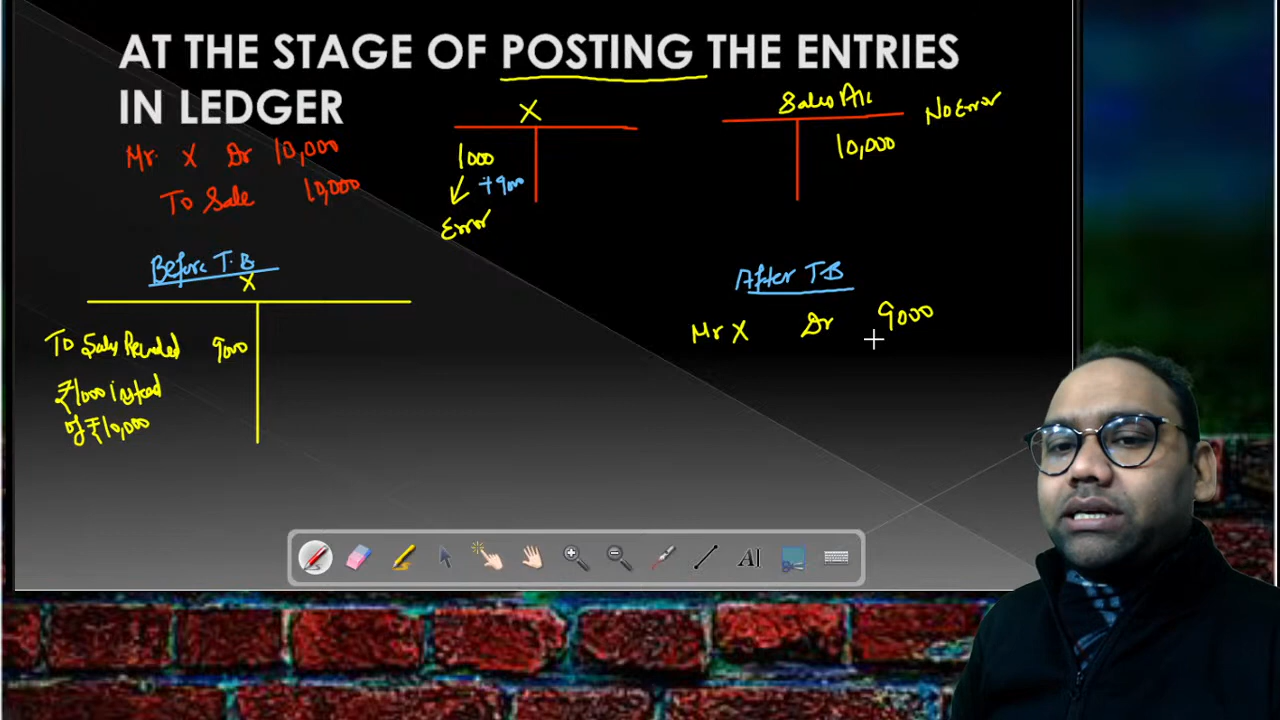 AT THE STAGE OF POSTING THE ENTRIES
IN LEDGER
Mr. X Dr 10,000
To Sale 10,000
X
1000
+9000
Error
Sales A/c
10,000
No Error
Before T.B
X
To Sales Recorded 9000
₹1000 instead
of ₹10,000
After TB
Mr X Dr 9000
A